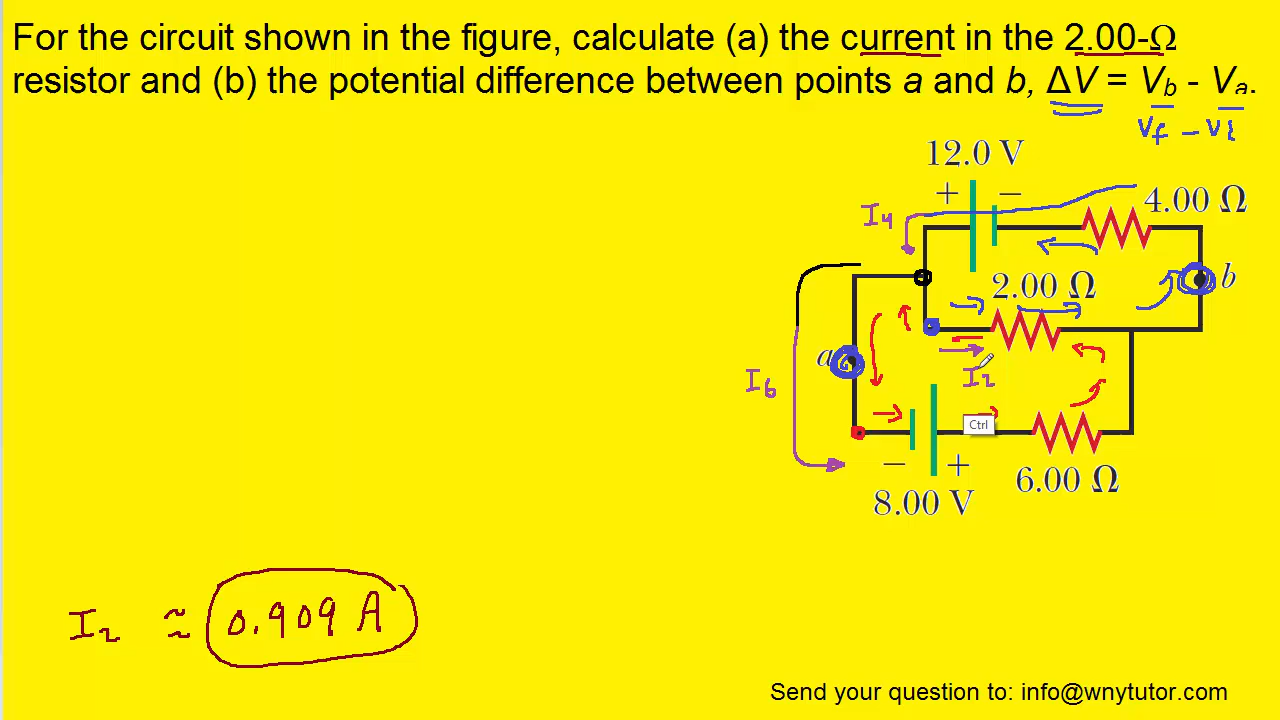 For the circuit shown in the figure, calculate (a) the current in the 2.00-Ω
resistor and (b) the potential difference between points a and b, ΔV = Vb - Va.
Vf - Vi
12.0 V
+ −
4.00 Ω
I4
2.00 Ω
b
a
I6
I2
Ctrl
− +
6.00 Ω
8.00 V
I2 ≈ 0.909 A
Send your question to: info@wnytutor.com